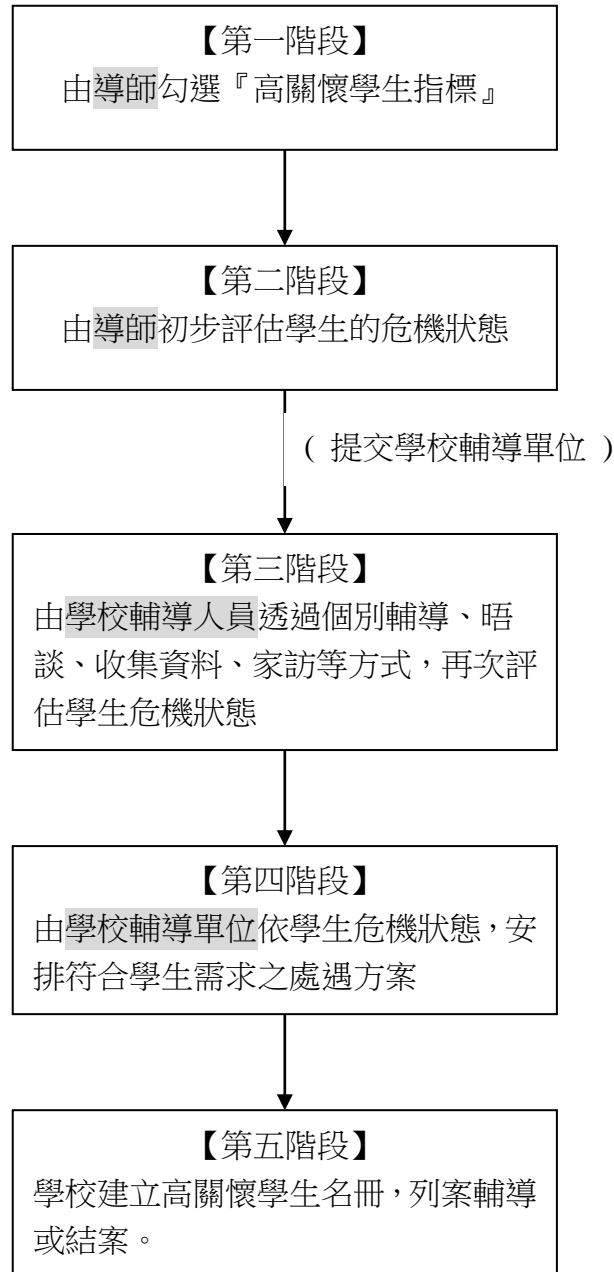 【第一階段】
由導師勾選『高關懷學生指標』
【第二階段】
由導師初步評估學生的危機狀態
( 提交學校輔導單位 )
【第三階段】
由學校輔導人員透過個別輔導、晤
談、收集資料、家訪等方式，再次評
估學生危機狀態
【第四階段】
由學校輔導單位依學生危機狀態，安
排符合學生需求之處遇方案
【第五階段】
學校建立高關懷學生名冊，列案輔導
或結案。